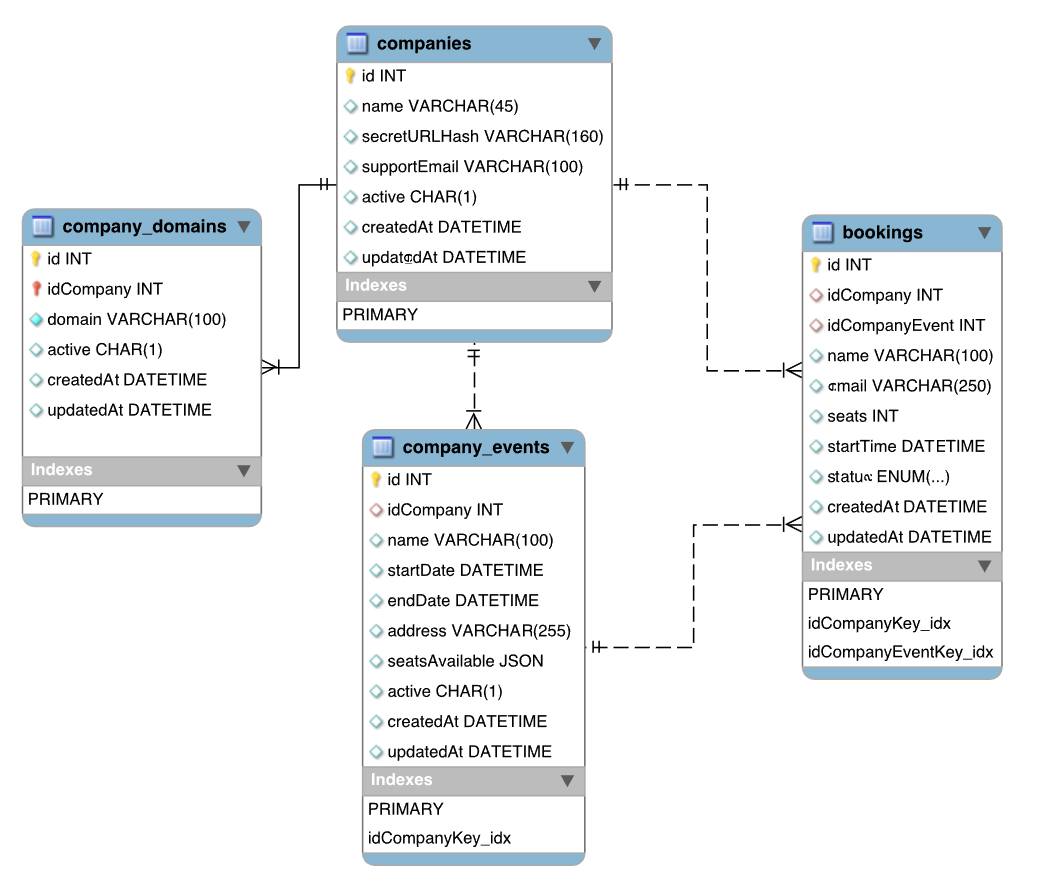 companies
id INT
name VARCHAR(45)
secretURLHash VARCHAR(160)
supportEmail VARCHAR(100)
active CHAR(1)
createdAt DATETIME
DATETIME
Indexes
PRIMARY
company_domains
id INT
idCompany INT
domain VARCHAR(100)
active CHAR(1)
createdAt DATETIME
updatedAt DATETIME
Indexes
PRIMARY
bookings
id INT
idCompany INT
idCompanyEvent INT
name VARCHAR(100)
VARCHAR(250)
seats INT
startTime DATETIME
ENUM(...)
createdAt DATETIME
updatedAt DATETIME
Indexes
PRIMARY
idCompanyKey_idx
idCompanyEventKey_idx
company_events
id INT
idCompany INT
name VARCHAR(100)
startDate DATETIME
endDate DATETIME
address VARCHAR(255)
seatsAvailable JSON
active CHAR(1)
createdAt DATETIME
updatedAt DATETIME
Indexes
PRIMARY
idCompanyKey_idx